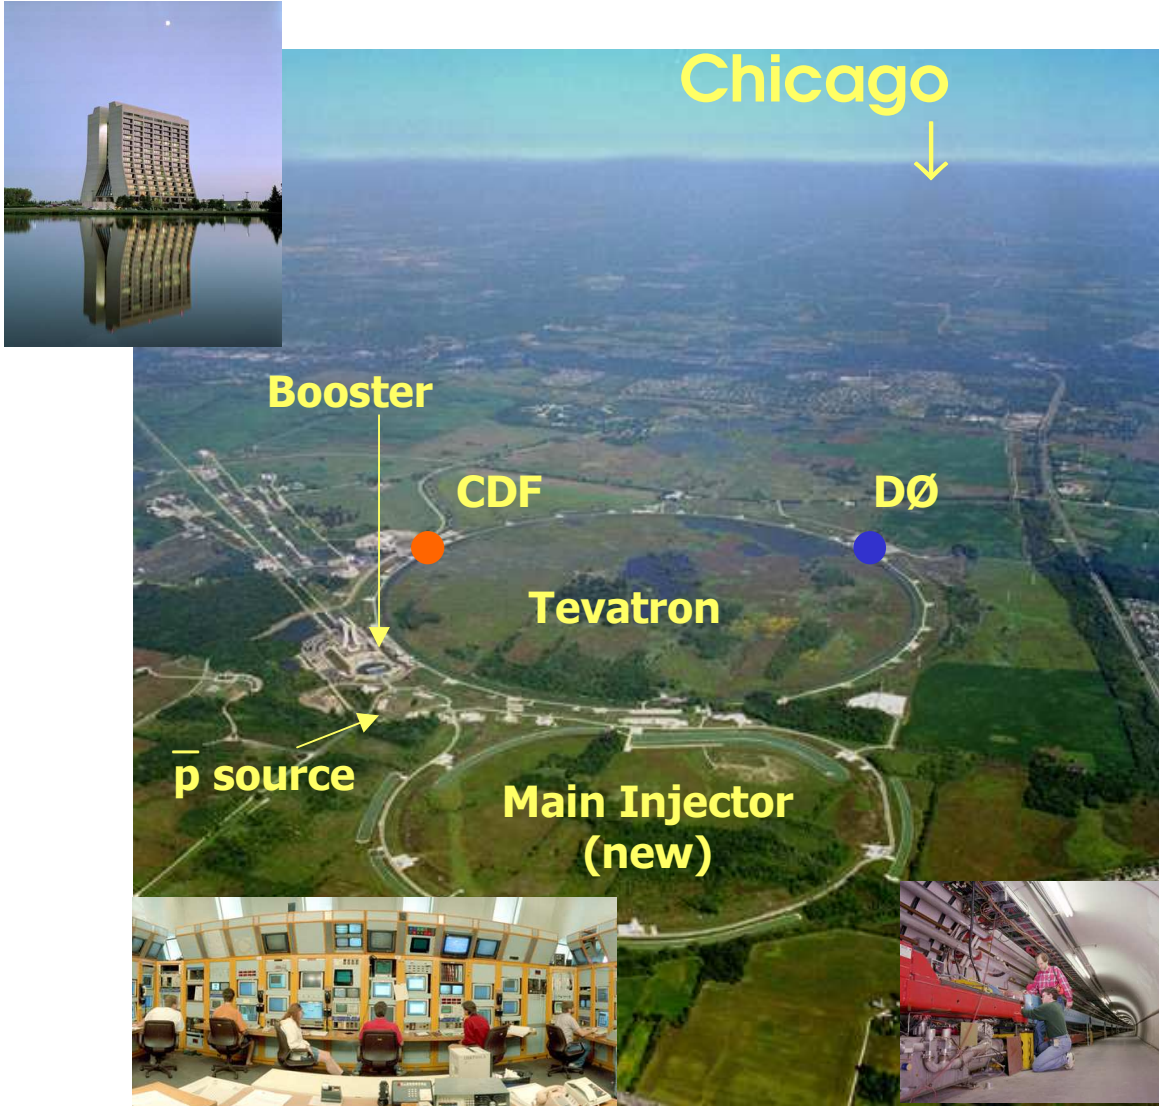 Chicago
Booster
CDF
DØ
Tevatron
p̅ source
Main Injector
(new)